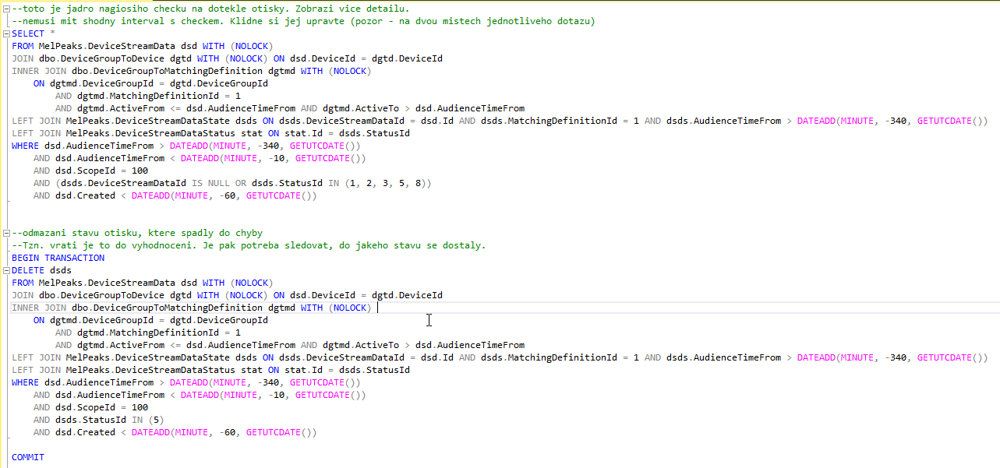 --toto je jadro nagiosiho checku na dotekle otisky. Zobrazi vice detailu.
--nemusi mit shodny interval s checkem. Klidne si jej upravte (pozor - na dvou mistech jednotliveho dotazu)
SELECT *
FROM MelPeaks.DeviceStreamData dsd WITH (NOLOCK)
JOIN dbo.DeviceGroupToDevice dgtd WITH (NOLOCK) ON dsd.DeviceId = dgtd.DeviceId
INNER JOIN dbo.DeviceGroupToMatchingDefinition dgtmd WITH (NOLOCK)
    ON dgtmd.DeviceGroupId = dgtd.DeviceGroupId
        AND dgtmd.MatchingDefinitionId = 1
        AND dgtmd.ActiveFrom <= dsd.AudienceTimeFrom AND dgtmd.ActiveTo > dsd.AudienceTimeFrom
LEFT JOIN MelPeaks.DeviceStreamDataState dsds ON dsds.DeviceStreamDataId = dsd.Id AND dsds.MatchingDefinitionId = 1 AND dsds.AudienceTimeFrom > DATEADD(MINUTE, -340, GETUTCDATE())
LEFT JOIN MelPeaks.DeviceStreamDataStatus stat ON stat.Id = dsds.StatusId
WHERE dsd.AudienceTimeFrom > DATEADD(MINUTE, -340, GETUTCDATE())
    AND dsd.AudienceTimeFrom < DATEADD(MINUTE, -10, GETUTCDATE())
    AND dsd.ScopeId = 100
    AND (dsds.DeviceStreamDataId IS NULL OR dsds.StatusId IN (1, 2, 3, 5, 8))
    AND dsd.Created < DATEADD(MINUTE, -60, GETUTCDATE())
--odmazani stavu otisku, ktere spadly do chyby
--Tzn. vrati je to do vyhodnoceni. Je pak potreba sledovat, do jakeho stavu se dostaly.
BEGIN TRANSACTION
DELETE dsds
FROM MelPeaks.DeviceStreamData dsd WITH (NOLOCK)
JOIN dbo.DeviceGroupToDevice dgtd WITH (NOLOCK) ON dsd.DeviceId = dgtd.DeviceId
INNER JOIN dbo.DeviceGroupToMatchingDefinition dgtmd WITH (NOLOCK)
    ON dgtmd.DeviceGroupId = dgtd.DeviceGroupId
        AND dgtmd.MatchingDefinitionId = 1
        AND dgtmd.ActiveFrom <= dsd.AudienceTimeFrom AND dgtmd.ActiveTo > dsd.AudienceTimeFrom
LEFT JOIN MelPeaks.DeviceStreamDataState dsds ON dsds.DeviceStreamDataId = dsd.Id AND dsds.MatchingDefinitionId = 1 AND dsds.AudienceTimeFrom > DATEADD(MINUTE, -340, GETUTCDATE())
LEFT JOIN MelPeaks.DeviceStreamDataStatus stat ON stat.Id = dsds.StatusId
WHERE dsd.AudienceTimeFrom > DATEADD(MINUTE, -340, GETUTCDATE())
    AND dsd.AudienceTimeFrom < DATEADD(MINUTE, -10, GETUTCDATE())
    AND dsd.ScopeId = 100
    AND dsds.StatusId IN (5)
    AND dsd.Created < DATEADD(MINUTE, -60, GETUTCDATE())
COMMIT